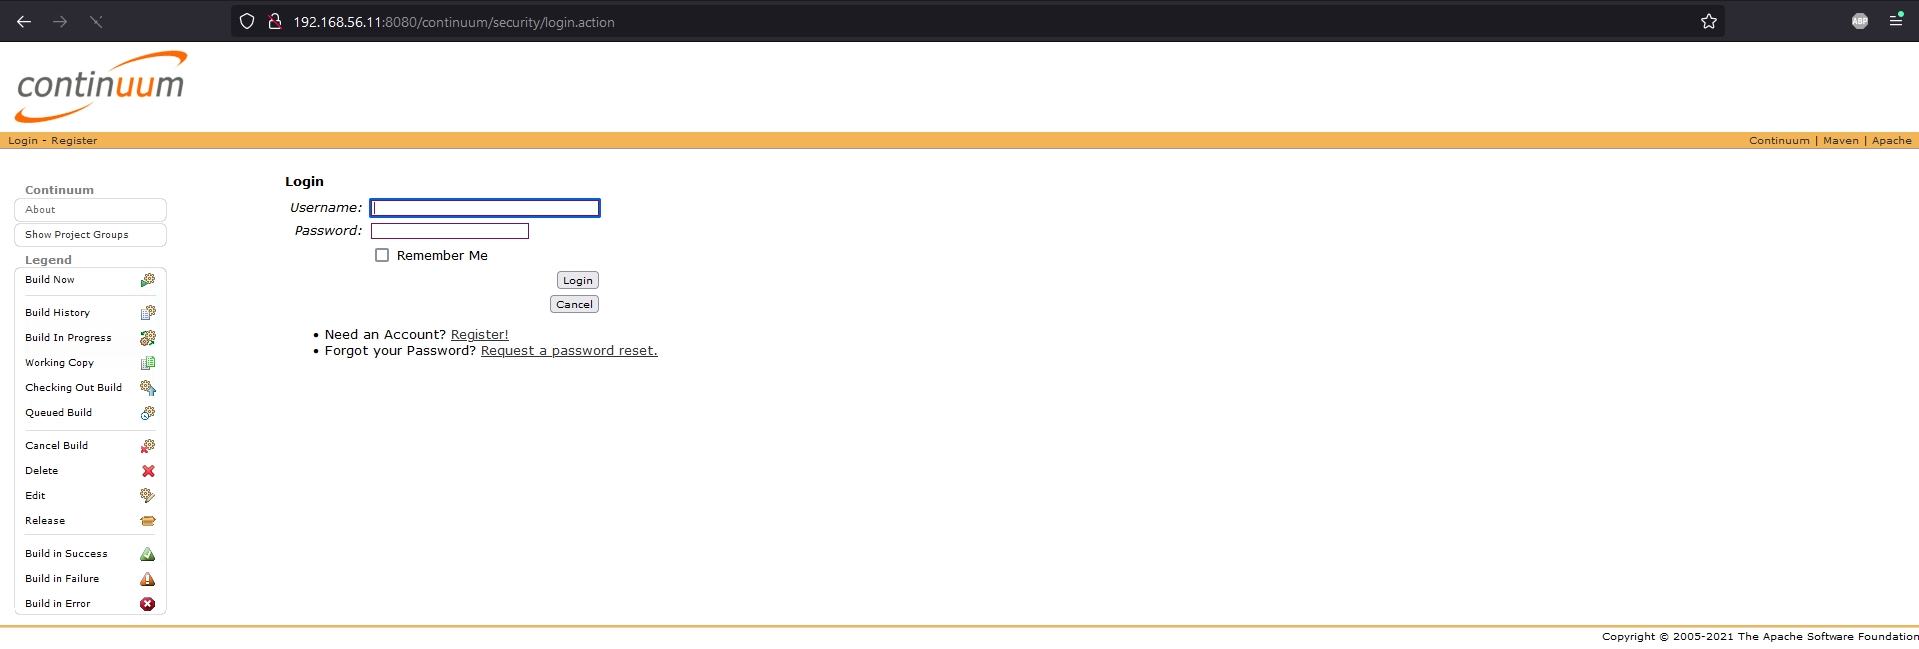 192.168.56.11:8080/continuum/security/login.action
ABP
continuum
Login - Register
Continuum | Maven | Apache
Continuum
About
Show Project Groups
Legend
Build Now
Build History
Build In Progress
Working Copy
Checking Out Build
Queued Build
Cancel Build
Delete
Edit
Release
Build in Success
Build in Failure
Build in Error
Login
Username:
Password:
Remember Me
Login
Cancel
• Need an Account? Register!
• Forgot your Password? Request a password reset.
Copyright © 2005-2021 The Apache Software Foundation